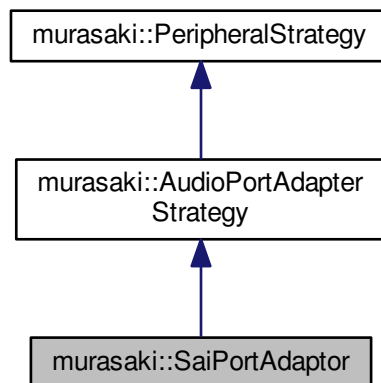 murasaki::PeripheralStrategy
murasaki::AudioPortAdapter
Strategy
murasaki::SaiPortAdaptor